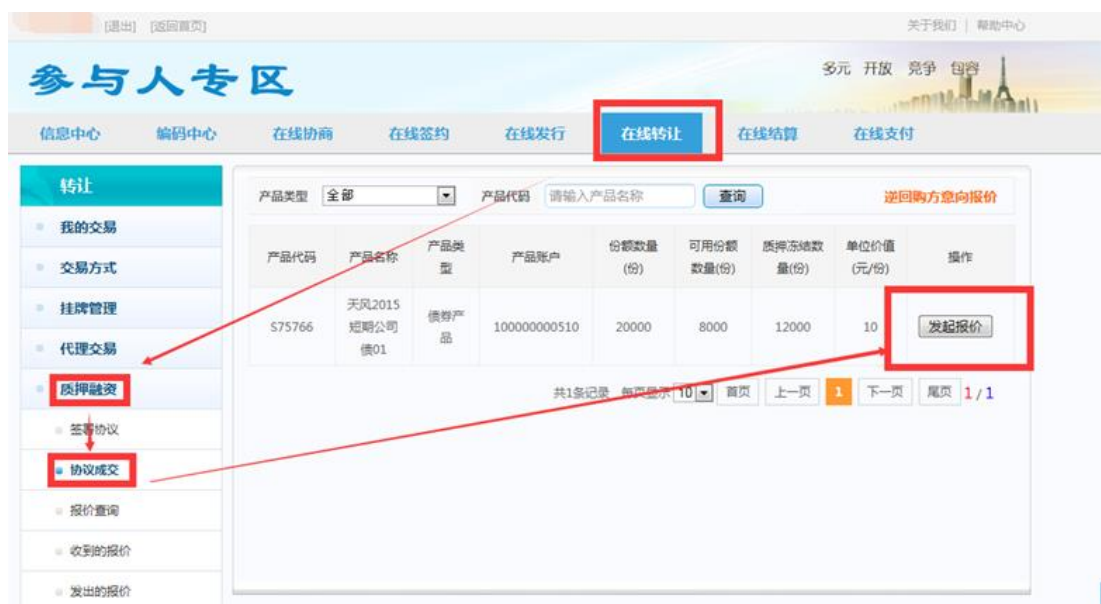 [退出] [返回首页] 关于我们 | 帮助中心
参与人专区 多元 开放 竞争 包容
信息中心 编码中心 在线协商 在线签约 在线发行 在线转让 在线结算 在线支付
转让
我的交易
交易方式
挂牌管理
代理交易
质押融资
签署协议
协议成交
报价查询
收到的报价
发出的报价
产品类型 全部 产品代码 请输入产品名称 查询 逆回购方意向报价
产品代码 产品名称 产品类型 产品账户 份额数量(份) 可用份额数量(份) 质押冻结数量(份) 单位价值(元/份) 操作
S75766 天风2015短期公司债01 债券产品 100000000510 20000 8000 12000 10 发起报价
共1条记录 每页显示 10 首页 上一页 1 下一页 尾页 1 / 1